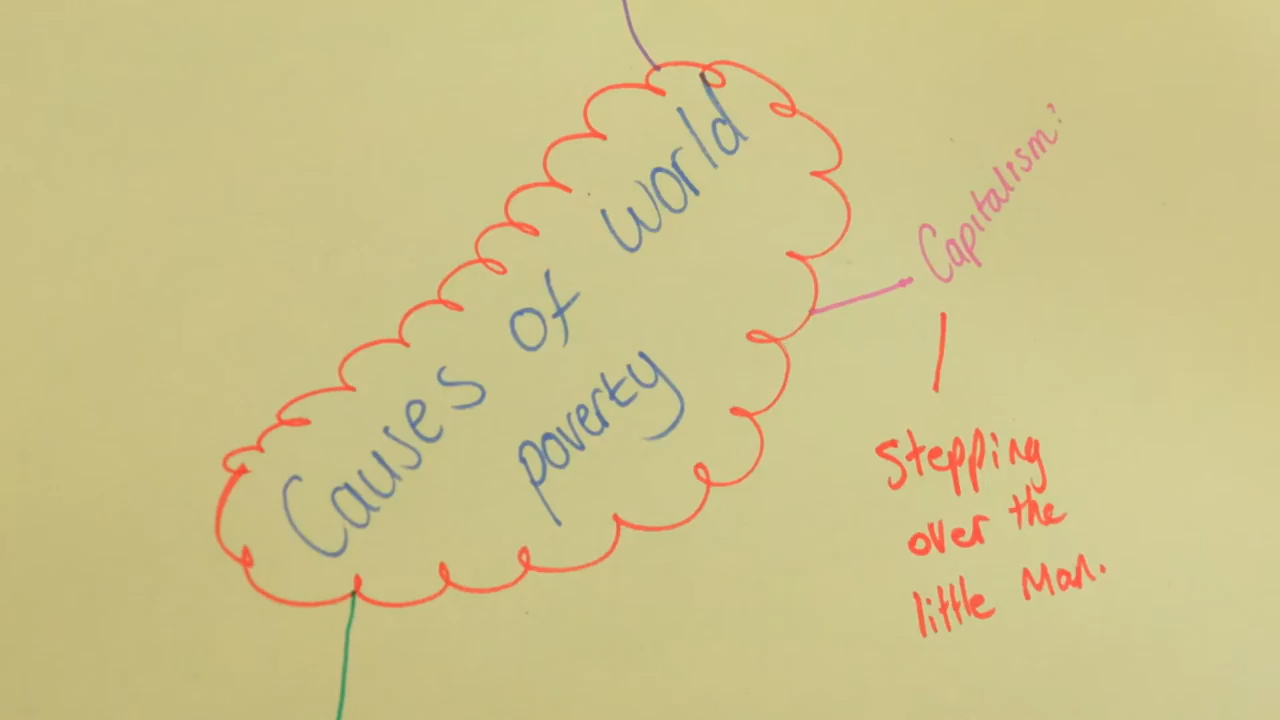 Causes of world
poverty
Capitalism:
Stepping
over the
little Man.